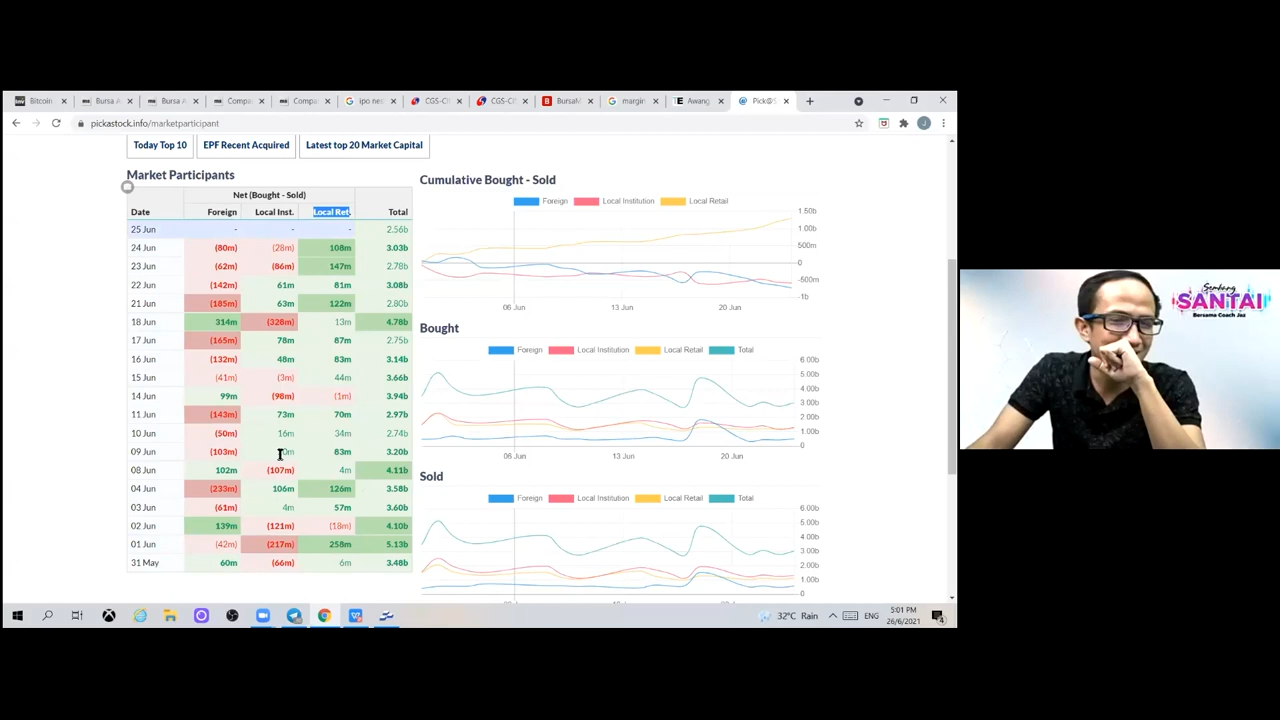 Bitcoin
Bursa A
Bursa A
Compa
Compa
ipo ne
CGS-CI
CGS-CI
BursaM
margin
Awang
Pick@S
pickastock.info/marketparticipant
Today Top 10
EPF Recent Acquired
Latest top 20 Market Capital
Market Participants
Net (Bought - Sold)
Date Foreign Local Inst. Local Ret. Total
25 Jun - - - 2.56b
24 Jun (80m) (28m) 108m 3.03b
23 Jun (62m) (86m) 147m 2.78b
22 Jun (142m) 61m 81m 3.08b
21 Jun (185m) 63m 122m 2.80b
18 Jun 314m (328m) 13m 4.78b
17 Jun (165m) 78m 87m 2.75b
16 Jun (132m) 48m 83m 3.14b
15 Jun (41m) (3m) 44m 3.66b
14 Jun 99m (98m) (1m) 3.94b
11 Jun (143m) 73m 70m 2.97b
10 Jun (50m) 16m 34m 2.74b
09 Jun (103m) 83m 3.20b
08 Jun 102m (107m) 4m 4.11b
04 Jun (233m) 106m 126m 3.58b
03 Jun (61m) 4m 57m 3.60b
02 Jun 139m (121m) (18m) 4.10b
01 Jun (42m) (217m) 258m 5.13b
31 May 60m (66m) 6m 3.48b
Cumulative Bought - Sold
Foreign Local Institution Local Retail
1.50b
1.00b
500m
0
-500m
-1b
06 Jun 13 Jun 20 Jun
Bought
Foreign Local Institution Local Retail Total
6.00b
4.00b
3.00b
2.00b
1.00b
0
06 Jun 13 Jun 20 Jun
Sold
Foreign Local Institution Local Retail Total
6.00b
5.00b
4.00b
3.00b
2.00b
1.00b
0
32°C Rain
ENG
5:01 PM
26/6/2021
Sembang
SANTAI
Bersama Coach Jaz